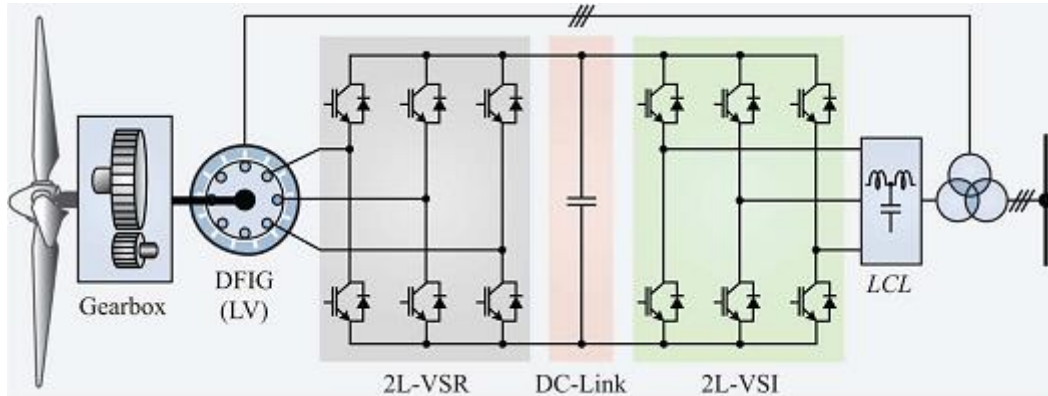 Gearbox
DFIG
(LV)
2L-VSR
DC-Link
2L-VSI
LCL